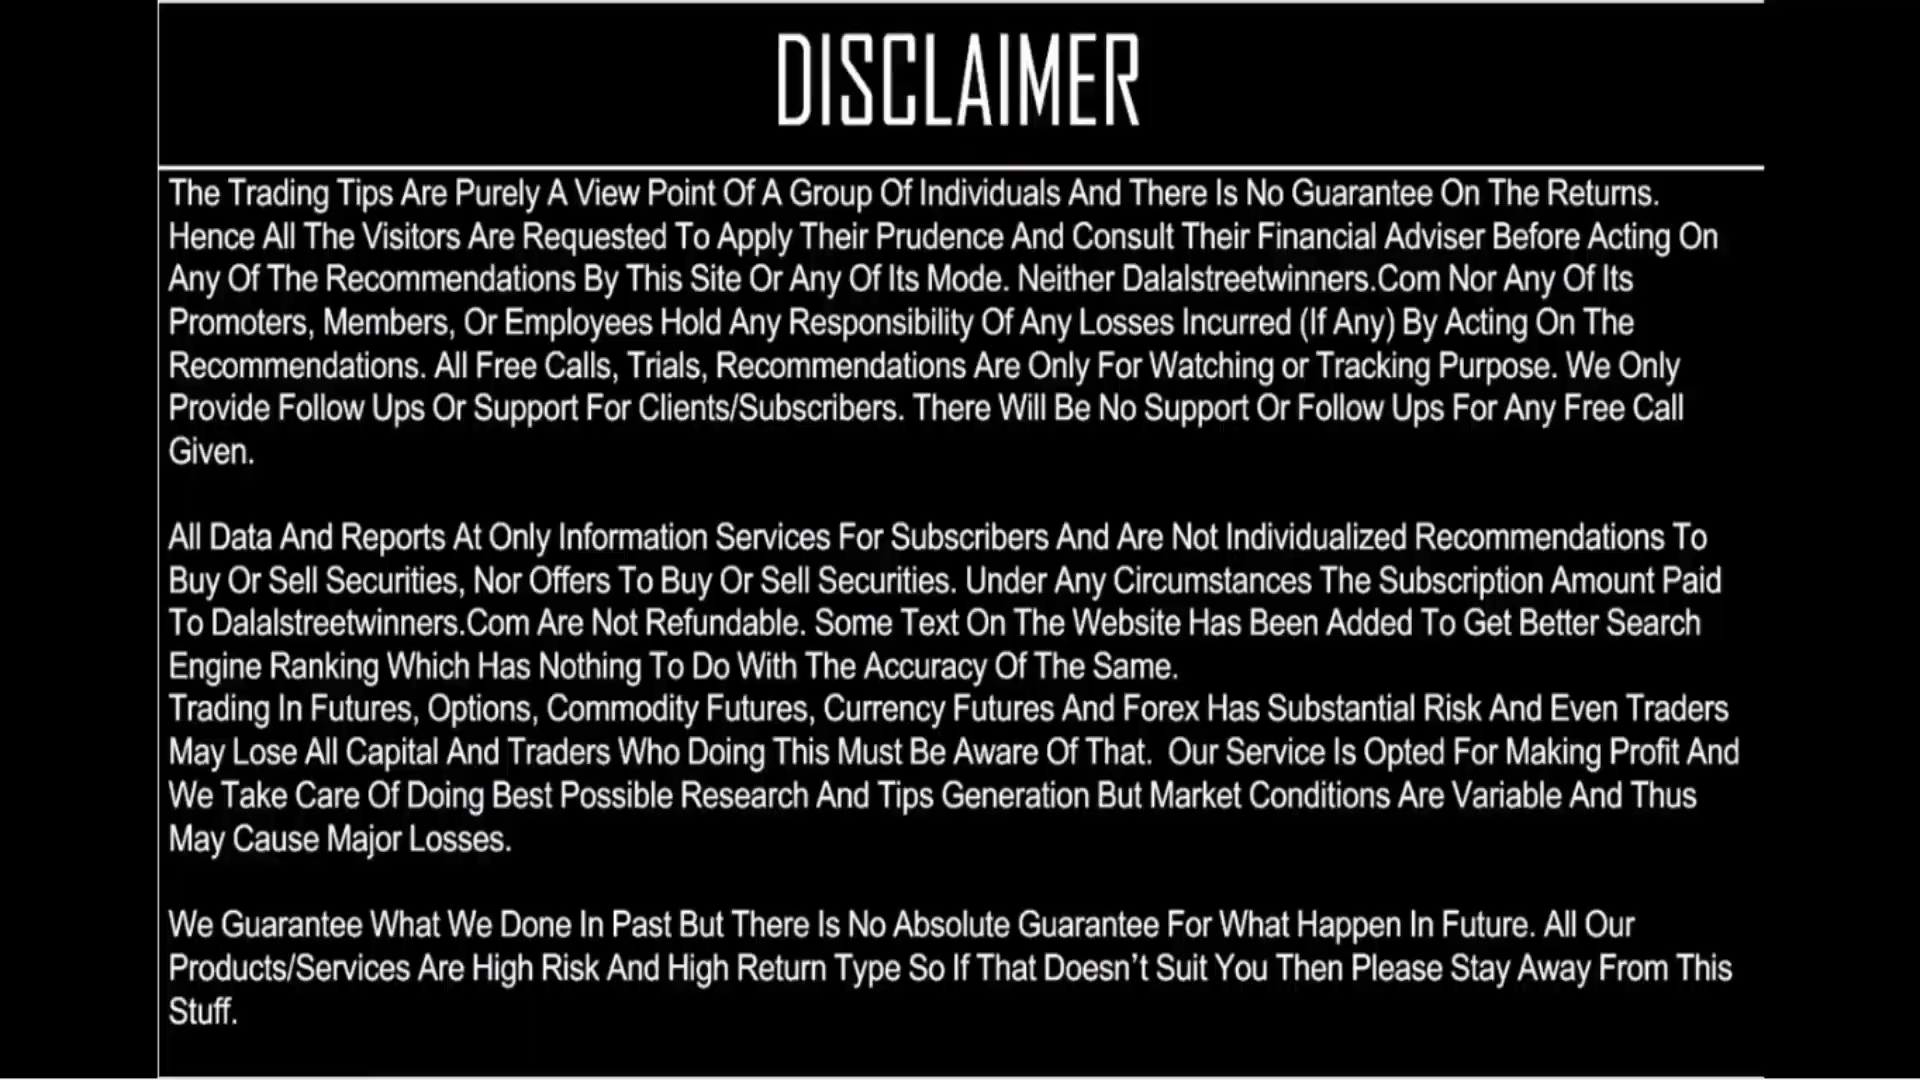 DISCLAIMER
The Trading Tips Are Purely A View Point Of A Group Of Individuals And There Is No Guarantee On The Returns.
Hence All The Visitors Are Requested To Apply Their Prudence And Consult Their Financial Adviser Before Acting On
Any Of The Recommendations By This Site Or Any Of Its Mode. Neither Dalalstreetwinners.Com Nor Any Of Its
Promoters, Members, Or Employees Hold Any Responsibility Of Any Losses Incurred (If Any) By Acting On The
Recommendations. All Free Calls, Trials, Recommendations Are Only For Watching or Tracking Purpose. We Only
Provide Follow Ups Or Support For Clients/Subscribers. There Will Be No Support Or Follow Ups For Any Free Call
Given.
All Data And Reports At Only Information Services For Subscribers And Are Not Individualized Recommendations To
Buy Or Sell Securities, Nor Offers To Buy Or Sell Securities. Under Any Circumstances The Subscription Amount Paid
To Dalalstreetwinners.Com Are Not Refundable. Some Text On The Website Has Been Added To Get Better Search
Engine Ranking Which Has Nothing To Do With The Accuracy Of The Same.
Trading In Futures, Options, Commodity Futures, Currency Futures And Forex Has Substantial Risk And Even Traders
May Lose All Capital And Traders Who Doing This Must Be Aware Of That.  Our Service Is Opted For Making Profit And
We Take Care Of Doing Best Possible Research And Tips Generation But Market Conditions Are Variable And Thus
May Cause Major Losses.
We Guarantee What We Done In Past But There Is No Absolute Guarantee For What Happen In Future. All Our
Products/Services Are High Risk And High Return Type So If That Doesn’t Suit You Then Please Stay Away From This
Stuff.